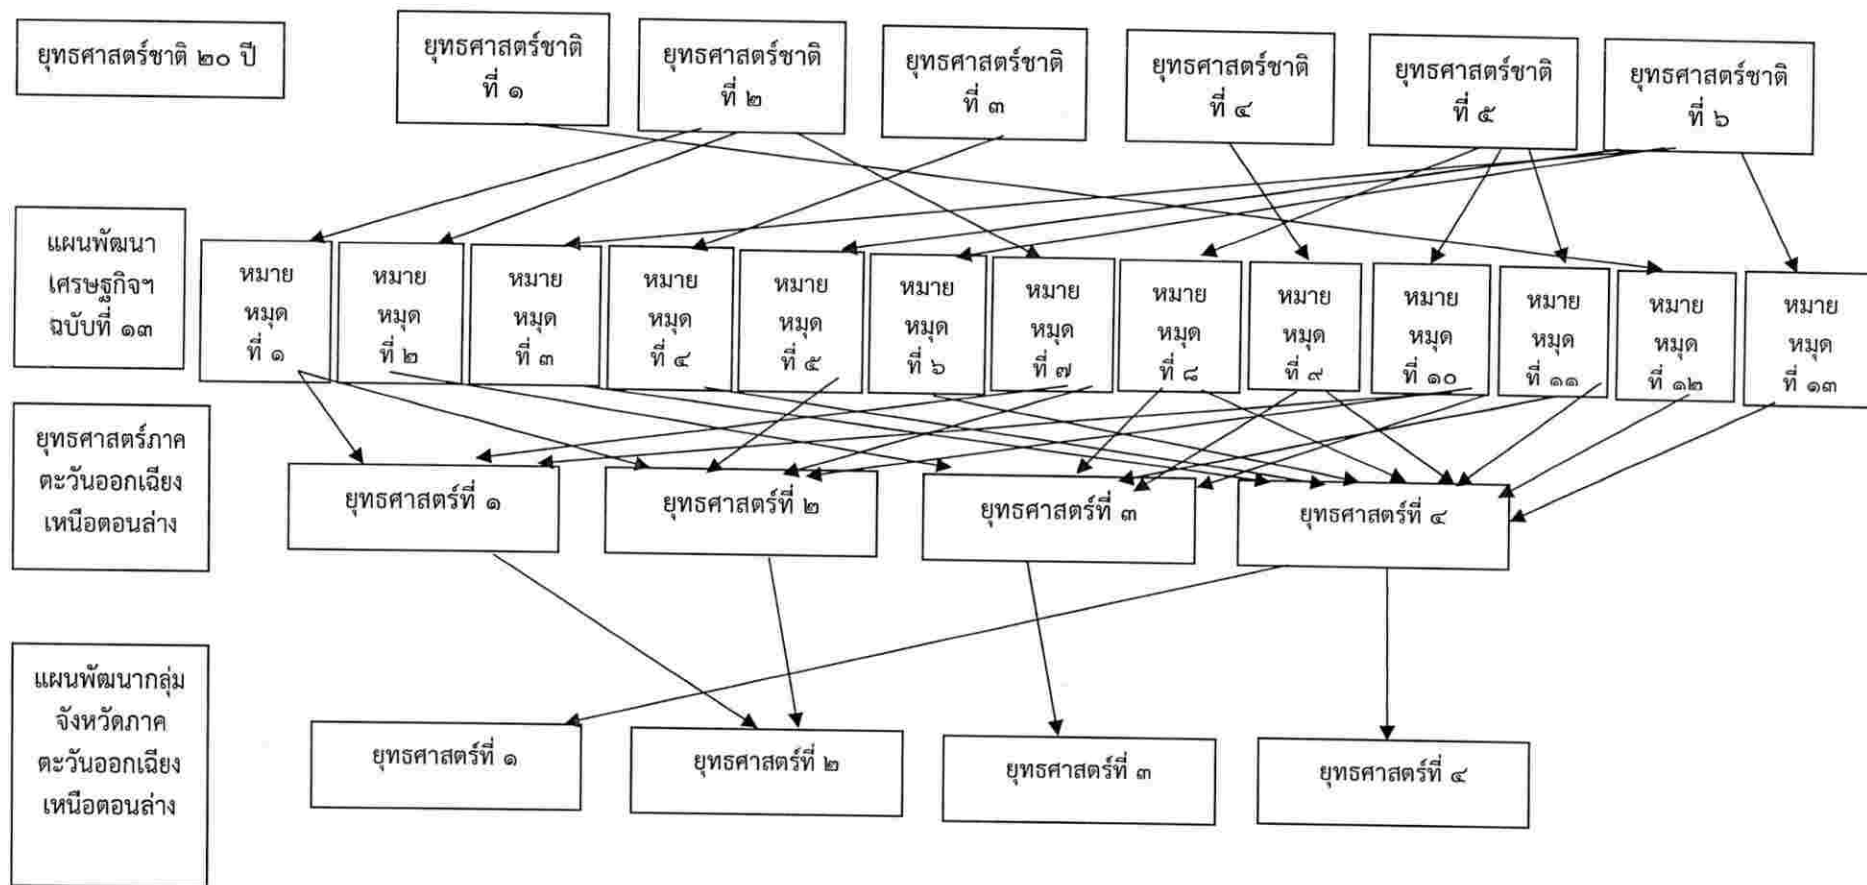 ยุทธศาสตร์ชาติ ๒๐ ปี
ยุทธศาสตร์ชาติ
ที่ ๑
ยุทธศาสตร์ชาติ
ที่ ๒
ยุทธศาสตร์ชาติ
ที่ ๓
ยุทธศาสตร์ชาติ
ที่ ๔
ยุทธศาสตร์ชาติ
ที่ ๕
ยุทธศาสตร์ชาติ
ที่ ๖
แผนพัฒนา
เศรษฐกิจฯ
ฉบับที่ ๑๓
หมาย
หมุด
ที่ ๑
หมาย
หมุด
ที่ ๒
หมาย
หมุด
ที่ ๓
หมาย
หมุด
ที่ ๔
หมาย
หมุด
ที่ ๕
หมาย
หมุด
ที่ ๖
หมาย
หมุด
ที่ ๗
หมาย
หมุด
ที่ ๘
หมาย
หมุด
ที่ ๙
หมาย
หมุด
ที่ ๑๐
หมาย
หมุด
ที่ ๑๑
หมาย
หมุด
ที่ ๑๒
หมาย
หมุด
ที่ ๑๓
ยุทธศาสตร์ภาค
ตะวันออกเฉียง
เหนือตอนล่าง
ยุทธศาสตร์ที่ ๑
ยุทธศาสตร์ที่ ๒
ยุทธศาสตร์ที่ ๓
ยุทธศาสตร์ที่ ๔
แผนพัฒนากลุ่ม
จังหวัดภาค
ตะวันออกเฉียง
เหนือตอนล่าง
ยุทธศาสตร์ที่ ๑
ยุทธศาสตร์ที่ ๒
ยุทธศาสตร์ที่ ๓
ยุทธศาสตร์ที่ ๔